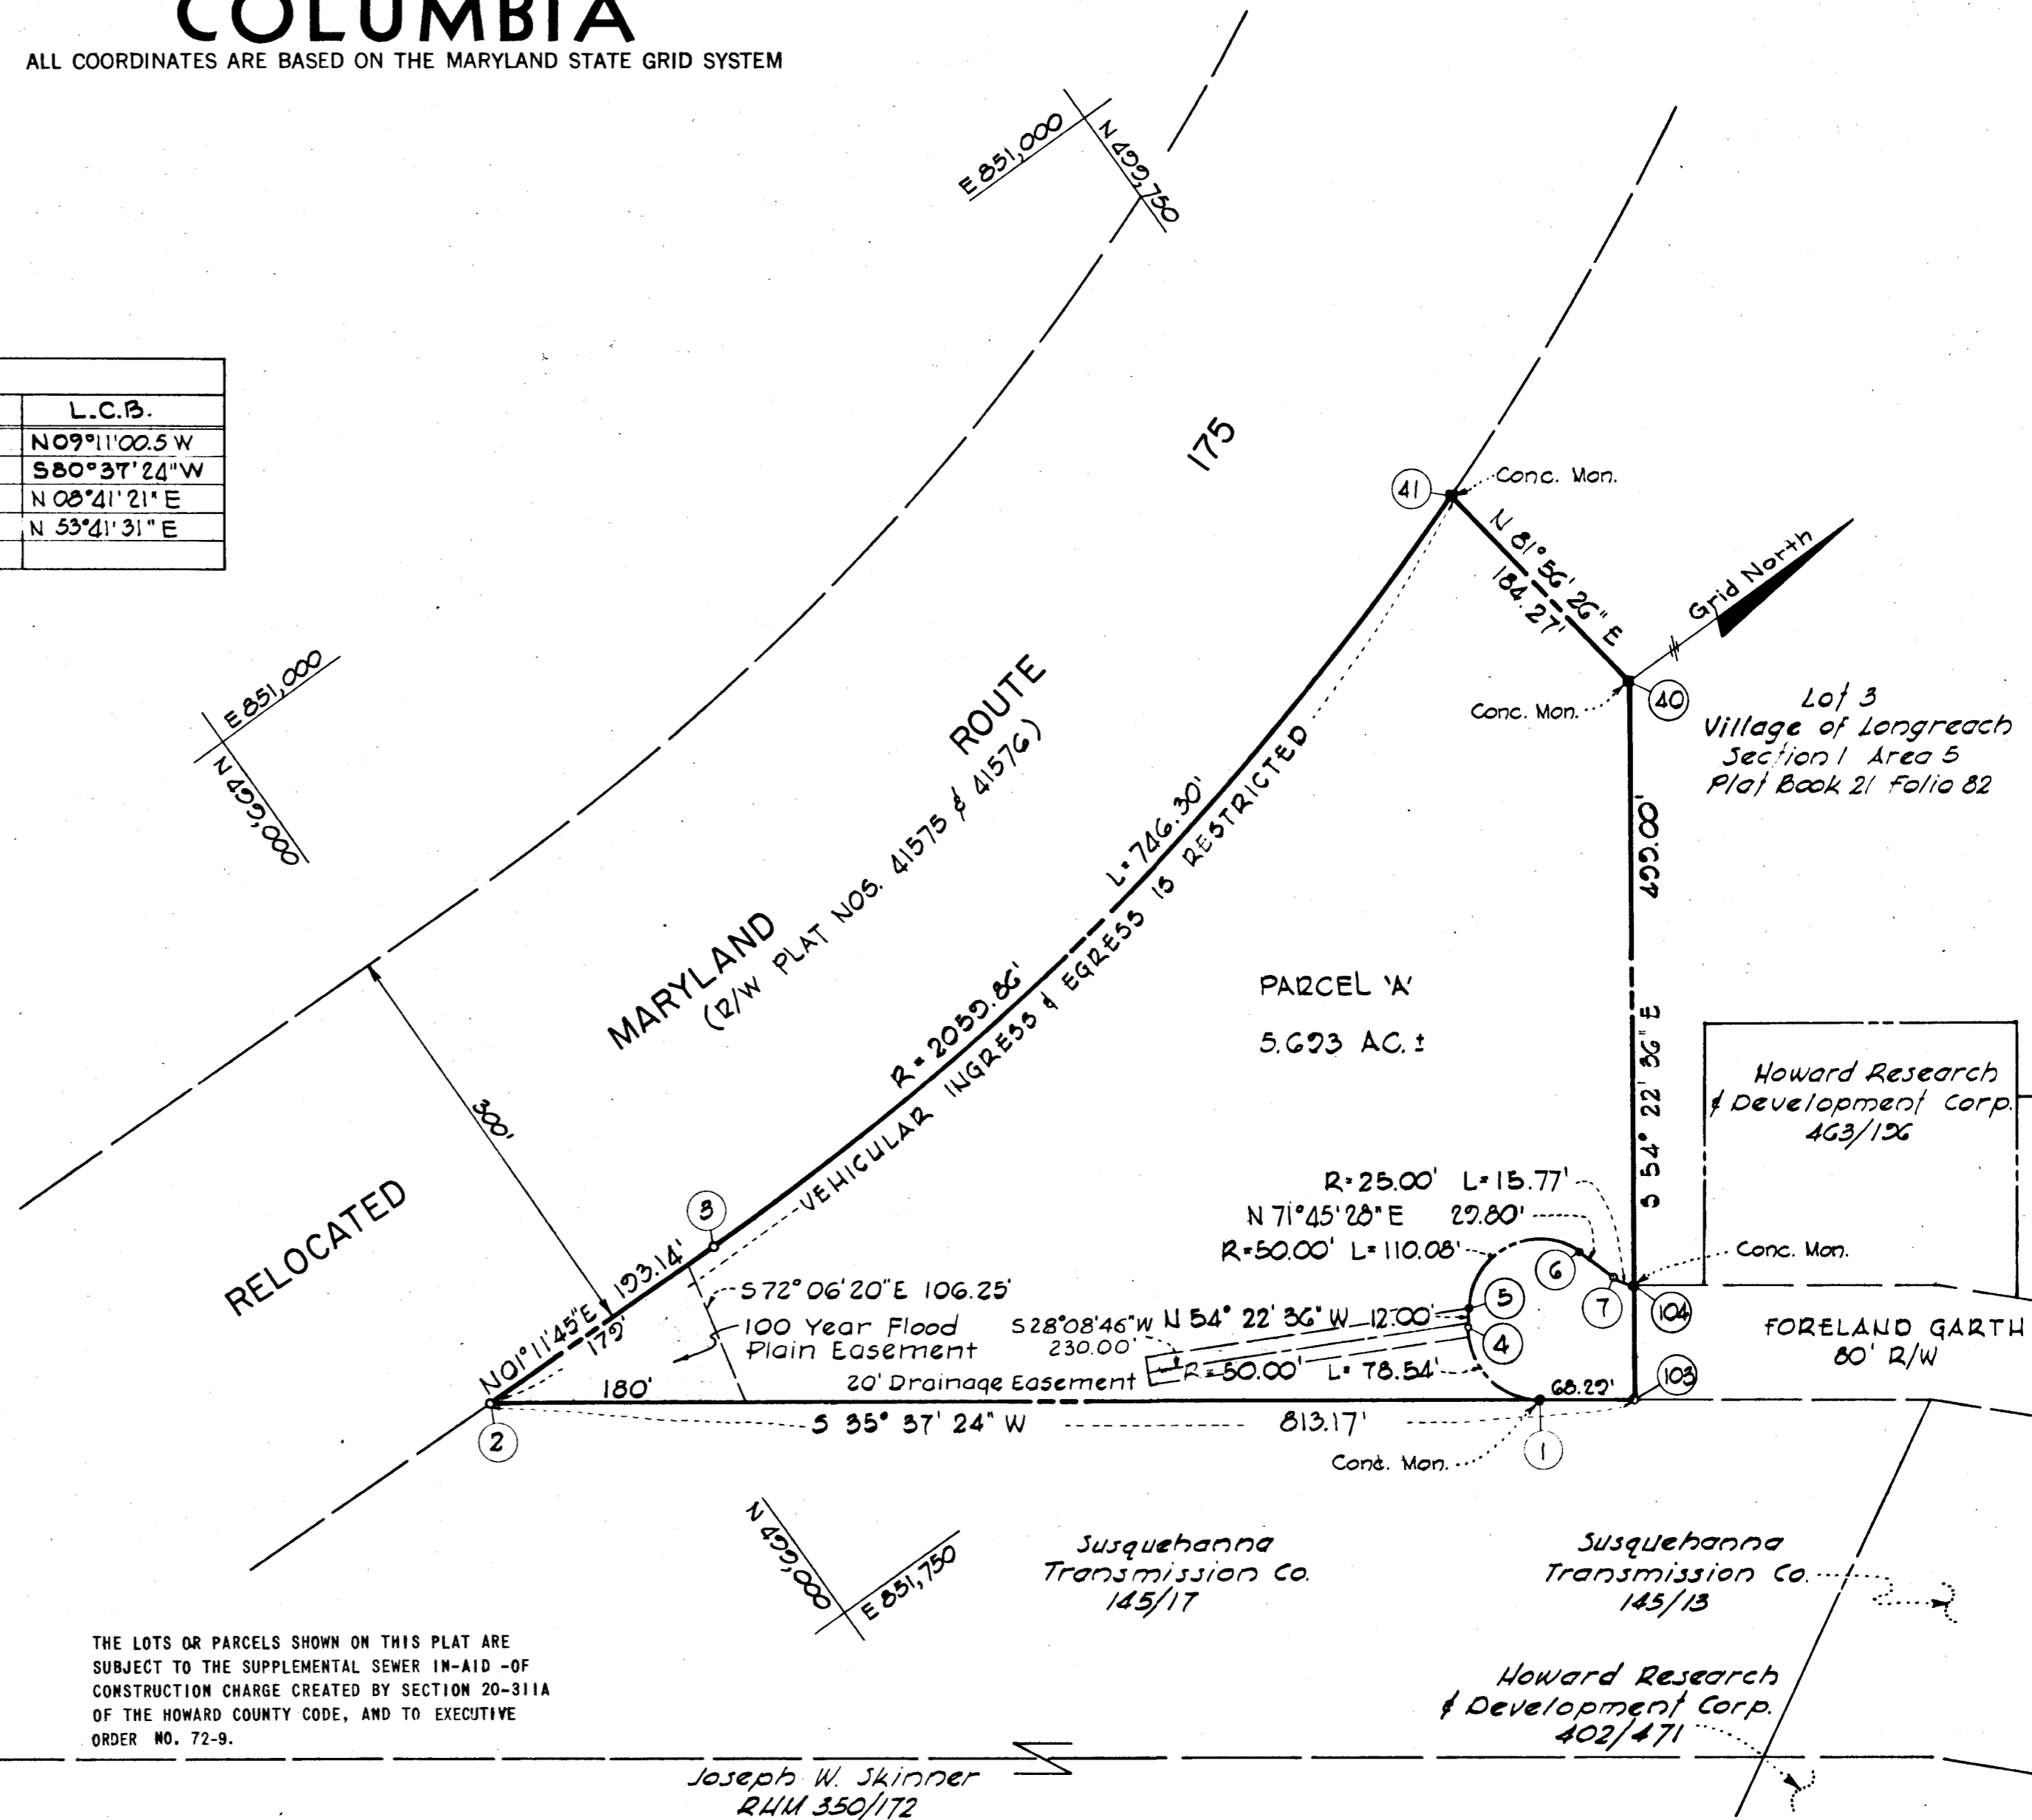 COLUMBIA
ALL COORDINATES ARE BASED ON THE MARYLAND STATE GRID SYSTEM
E 851,000
N 499,750
L.C.B.
N09°11'00.5 W
S80°37'24"W
N 08°41'21" E
N 53°41'31" E
175
41
Conc. Mon.
N 81°56'26" E
184.27'
Grid North
Conc. Mon.
40
Lot 3
Village of Longreach
Section 1 Area 5
Plat Book 21 Folio 82
E 851,000
N 499,000
ROUTE
MARYLAND
(R/W PLAT NOS. 41575 & 41576)
RELOCATED
300'
L=746.30'
R = 2059.86'
VEHICULAR INGRESS & EGRESS IS RESTRICTED
499.00'
S 54° 22' 36" E
PARCEL 'A'
5.693 AC. ±
Howard Research
& Development Corp.
463/196
R=25.00' L=15.77'
N 71°45'28" E 29.80'
R=50.00' L=110.08'
Conc. Mon.
3
6
7
104
5
4
N01°11'45"E 193.14'
179'
S 72° 06'20"E 106.25'
100 Year Flood
Plain Easement
S28°08'46"W
230.00'
N 54° 22' 36" W 12.00'
R=50.00' L= 78.54'
20' Drainage Easement
180'
68.29'
103
FORELAND GARTH
80' R/W
2
S 35° 37' 24" W 813.17'
Conc. Mon.
1
N 499,000
E 851,750
Susquehanna
Transmission Co.
145/17
Susquehanna
Transmission Co.
145/13
THE LOTS OR PARCELS SHOWN ON THIS PLAT ARE
SUBJECT TO THE SUPPLEMENTAL SEWER IN-AID -OF
CONSTRUCTION CHARGE CREATED BY SECTION 20-311A
OF THE HOWARD COUNTY CODE, AND TO EXECUTIVE
ORDER NO. 72-9.
Howard Research
& Development Corp.
402/471
Joseph W. Skinner
RHM 350/172